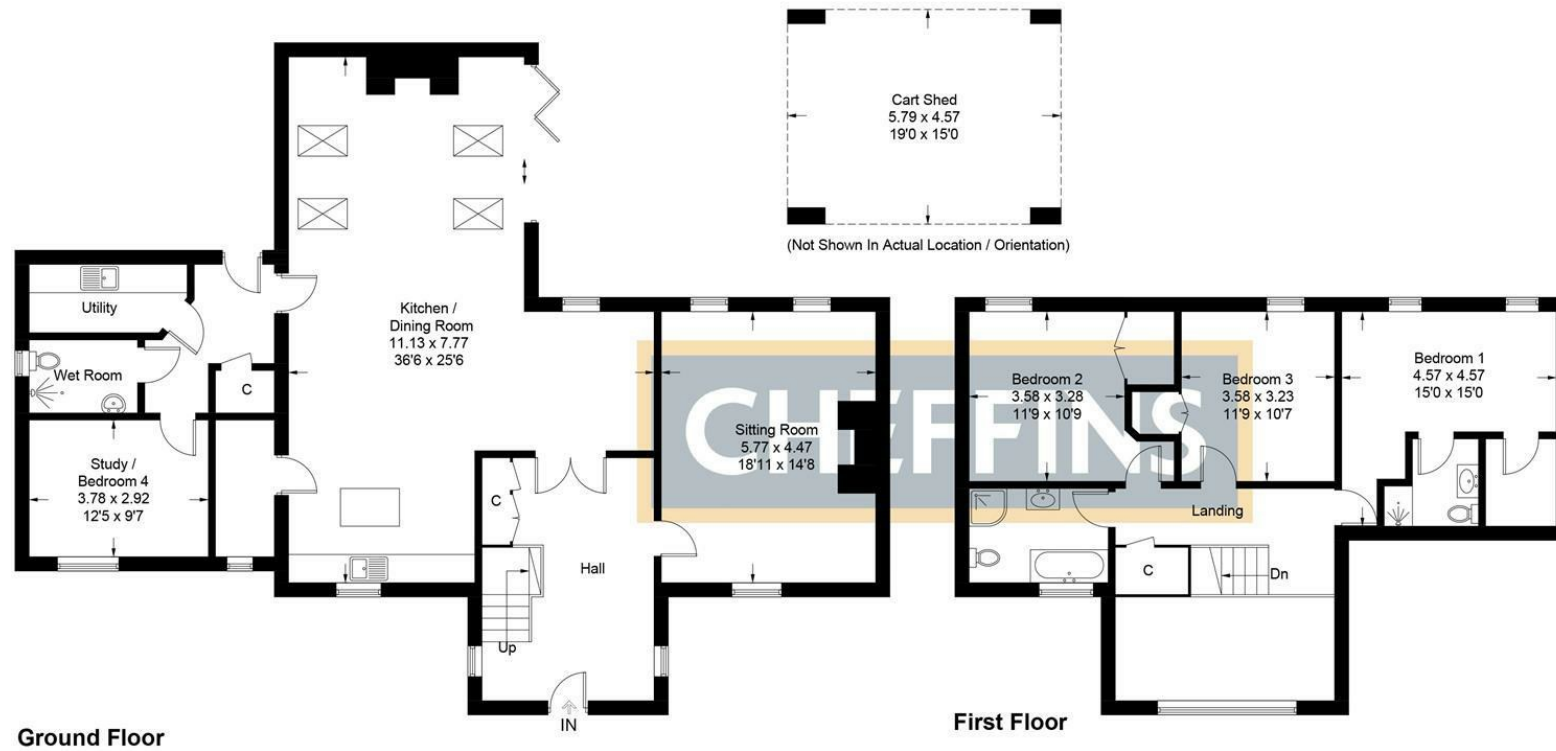 Cart Shed
5.79 x 4.57
19'0 x 15'0
(Not Shown In Actual Location / Orientation)
Utility
Wet Room
C
Study /
Bedroom 4
3.78 x 2.92
12'5 x 9'7
Kitchen /
Dining Room
11.13 x 7.77
36'6 x 25'6
Sitting Room
5.77 x 4.47
18'11 x 14'8
C
Hall
Up
IN
CHEFFINS
Bedroom 2
3.58 x 3.28
11'9 x 10'9
Bedroom 3
3.58 x 3.23
11'9 x 10'7
Bedroom 1
4.57 x 4.57
15'0 x 15'0
Landing
C
Dn
Ground Floor
First Floor